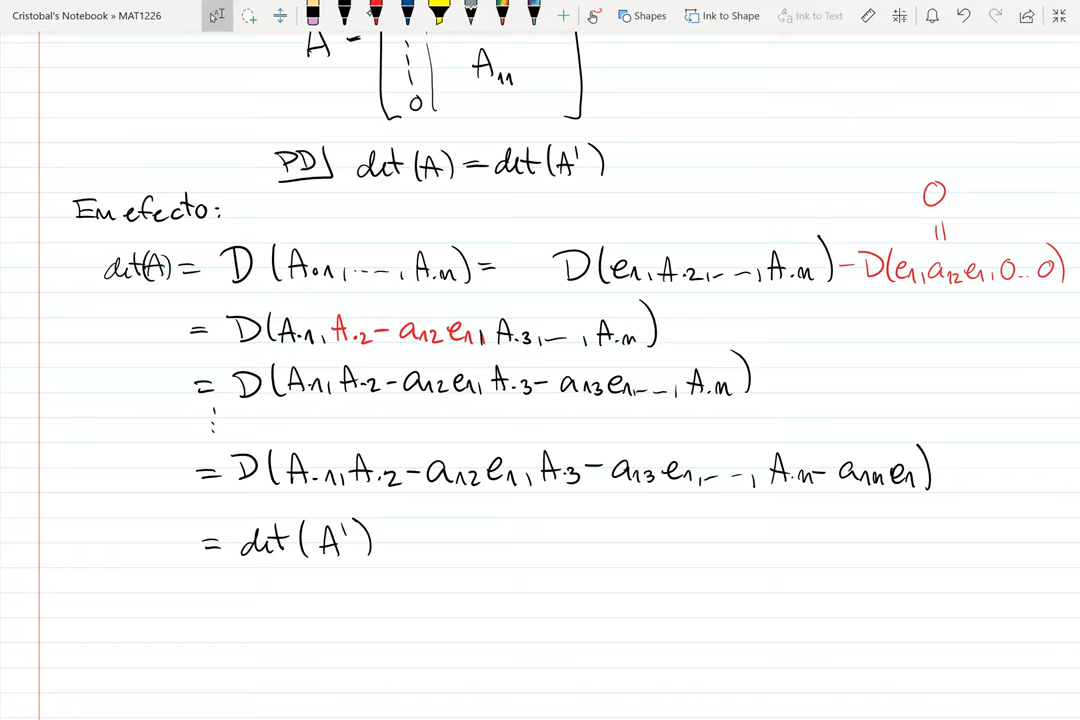 Cristobal's Notebook » MAT1226
Shapes
Ink to Shape
Ink to Text
A = [ 0 | A₁₁ ]
PD| det(A) = det(A')
En efecto:
0
=
det(A) = D(A.₁, ..., A.n) = D(e₁, A.₂, ..., A.n) - D(e₁, a₁₂e₁, 0...0)
= D(A.₁, A.₂ - a₁₂e₁, A.₃, ..., A.n)
= D(A.₁, A.₂ - a₁₂e₁, A.₃ - a₁₃e₁, ..., A.n)
⋮
= D(A.₁, A.₂ - a₁₂e₁, A.₃ - a₁₃e₁, ..., A.n - a₁ne₁)
= det(A')